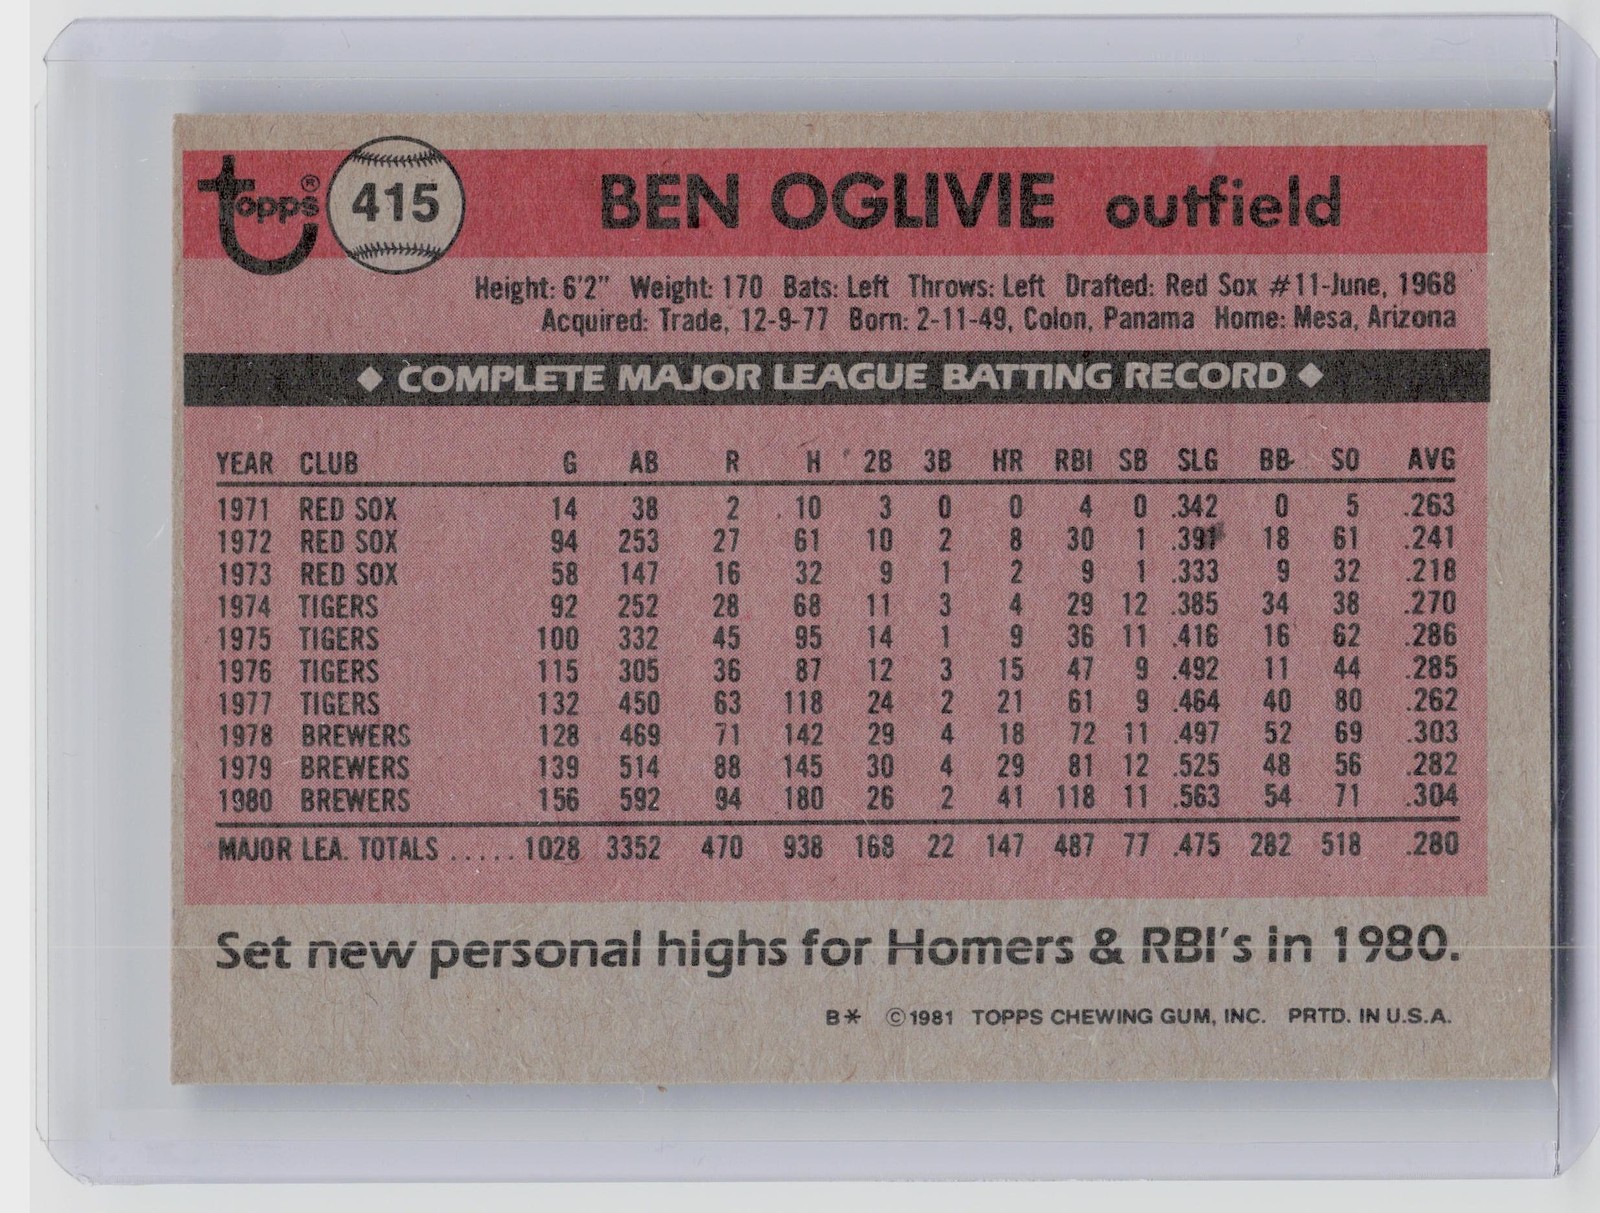 topps® 415 BEN OGLIVIE outfield
Height: 6'2" Weight: 170 Bats: Left Throws: Left Drafted: Red Sox #11-June, 1968
Acquired: Trade, 12-9-77 Born: 2-11-49, Colon, Panama Home: Mesa, Arizona
◆ COMPLETE MAJOR LEAGUE BATTING RECORD ◆
YEAR CLUB G AB R H 2B 3B HR RBI SB SLG BB SO AVG
1971 RED SOX 14 38 2 10 3 0 0 4 0 .342 0 5 .263
1972 RED SOX 94 253 27 61 10 2 8 30 1 .391 18 61 .241
1973 RED SOX 58 147 16 32 9 1 2 9 1 .333 9 32 .218
1974 TIGERS 92 252 28 68 11 3 4 29 12 .385 34 38 .270
1975 TIGERS 100 332 45 95 14 1 9 36 11 .416 16 62 .286
1976 TIGERS 115 305 36 87 12 3 15 47 9 .492 11 44 .285
1977 TIGERS 132 450 63 118 24 2 21 61 9 .464 40 80 .262
1978 BREWERS 128 469 71 142 29 4 18 72 11 .497 52 69 .303
1979 BREWERS 139 514 88 145 30 4 29 81 12 .525 48 56 .282
1980 BREWERS 156 592 94 180 26 2 41 118 11 .563 54 71 .304
MAJOR LEA. TOTALS ..... 1028 3352 470 938 168 22 147 487 77 .475 282 518 .280
Set new personal highs for Homers & RBI's in 1980.
B* ©1981 TOPPS CHEWING GUM, INC. PRTD. IN U.S.A.